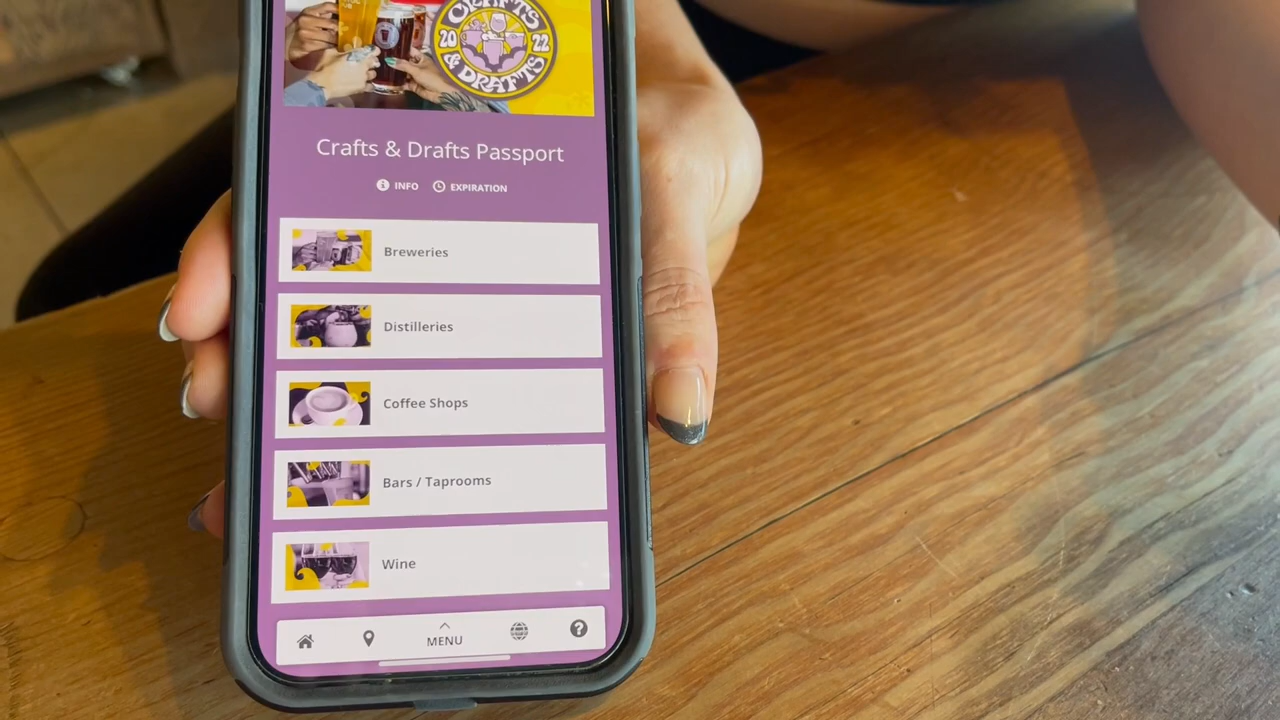 CRAFTS
20 22
& DRAFTS
Crafts & Drafts Passport
INFO EXPIRATION
Breweries
Distilleries
Coffee Shops
Bars / Taprooms
Wine
MENU